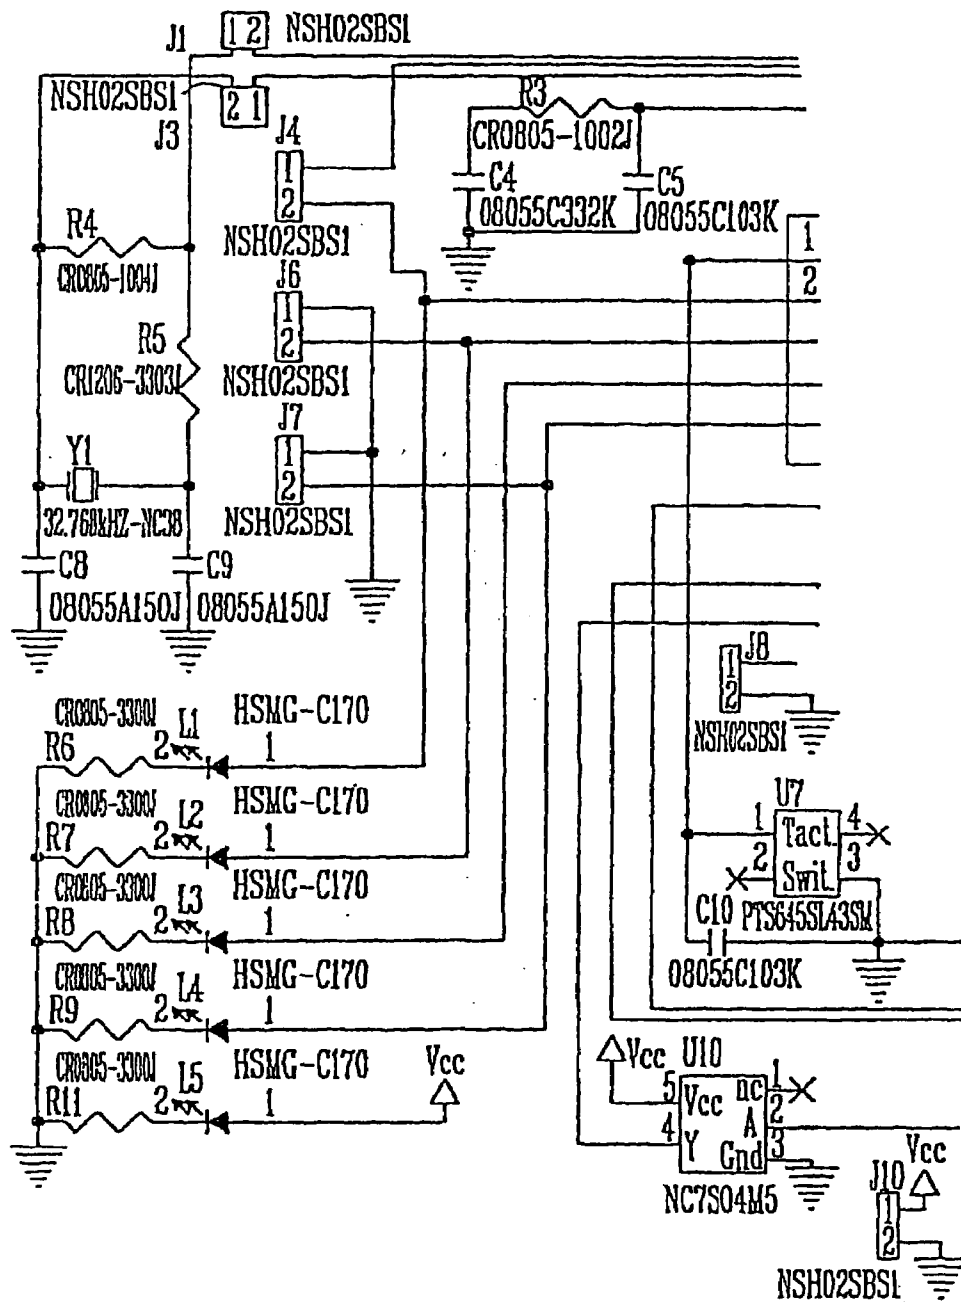 J1
1 2
NSH02SBS1
NSH02SBS1
2 1
J3
R3
CR0805-1002J
J4
1
2
NSH02SBS1
C4
08055C332K
C5
08055C103K
1
2
R4
CR0805-1004J
J6
1
2
NSH02SBS1
R5
CR1206-3303J
J7
1
2
NSH02SBS1
Y1
32.768kHZ-NC38
C8
08055A150J
C9
08055A150J
J8
1
2
NSH02SBS1
CR0805-3300J
R6
2
L1
HSMG-C170
1
CR0805-3300J
R7
2
L2
HSMG-C170
1
CR0805-3300J
R8
2
L3
HSMG-C170
1
CR0805-3300J
R9
2
L4
HSMG-C170
1
CR0805-3300J
R11
2
L5
HSMG-C170
1
Vcc
U7
1
Tact.
4
2
Swit.
3
PTS645SL43SM
C10
08055C103K
Vcc
U10
5
Vcc
nc
1
4
Y
A
2
Gnd
3
NC7S04M5
Vcc
J10
1
2
NSH02SBS1